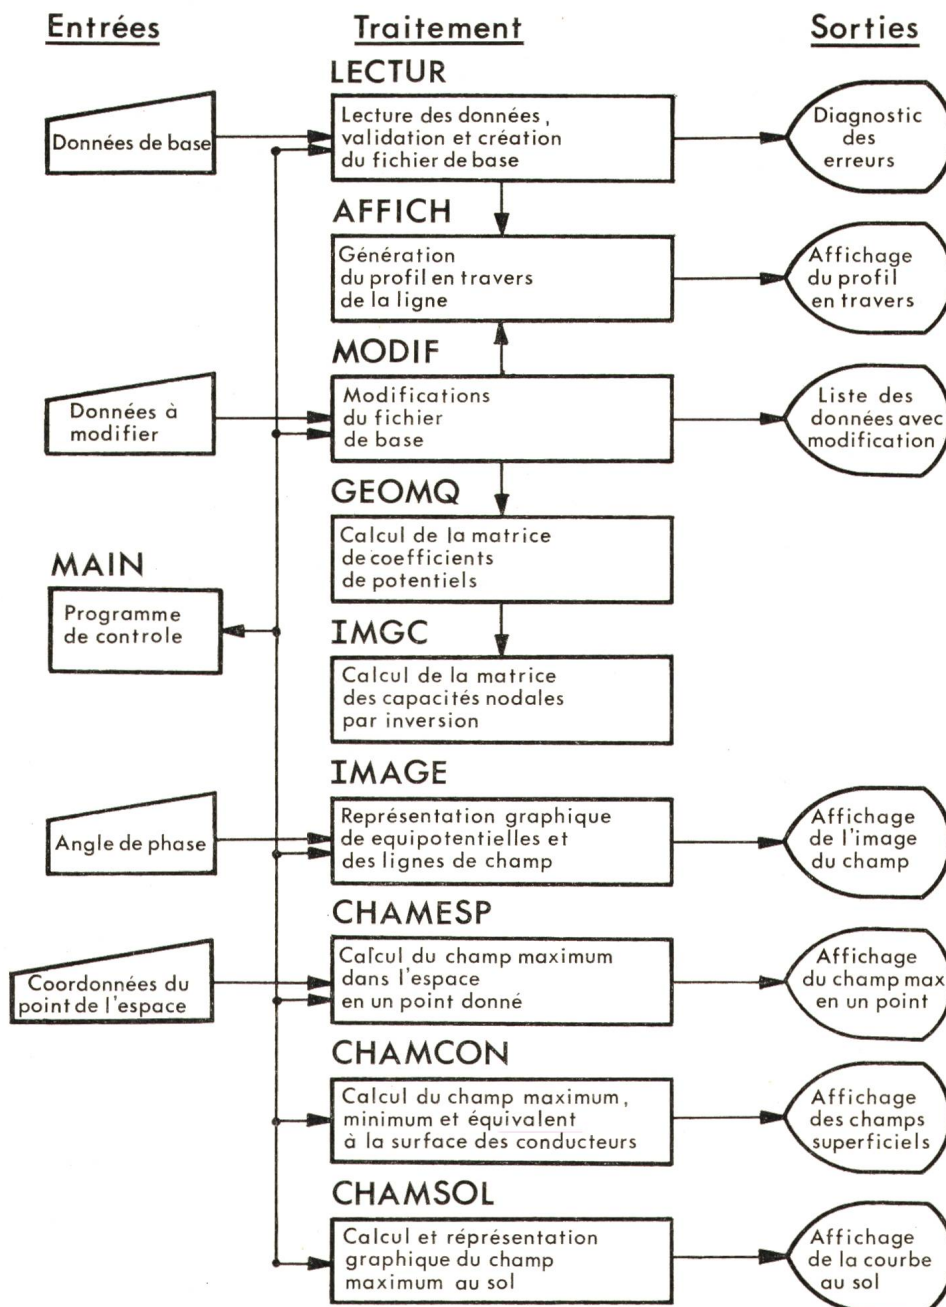 Entrées
Traitement
Sorties
LECTUR
Données de base
Lecture des données,
validation et création
du fichier de base
Diagnostic
des
erreurs
AFFICH
Génération
du profil en travers
de la ligne
Affichage
du profil
en travers
MODIF
Données à
modifier
Modifications
du fichier
de base
Liste des
données avec
modification
GEOMQ
Calcul de la matrice
de coefficients
de potentiels
MAIN
Programme
de controle
IMGC
Calcul de la matrice
des capacités nodales
par inversion
IMAGE
Angle de phase
Représentation graphique
de equipotentielles et
des lignes de champ
Affichage
de l'image
du champ
CHAMESP
Coordonnées du
point de l'espace
Calcul du champ maximum
dans l'espace
en un point donné
Affichage
du champ max
en un point
CHAMCON
Calcul du champ maximum,
minimum et équivalent
à la surface des conducteurs
Affichage
des champs
superficiels
CHAMSOL
Calcul et réprésentation
graphique du champ
maximum au sol
Affichage
de la courbe
au sol